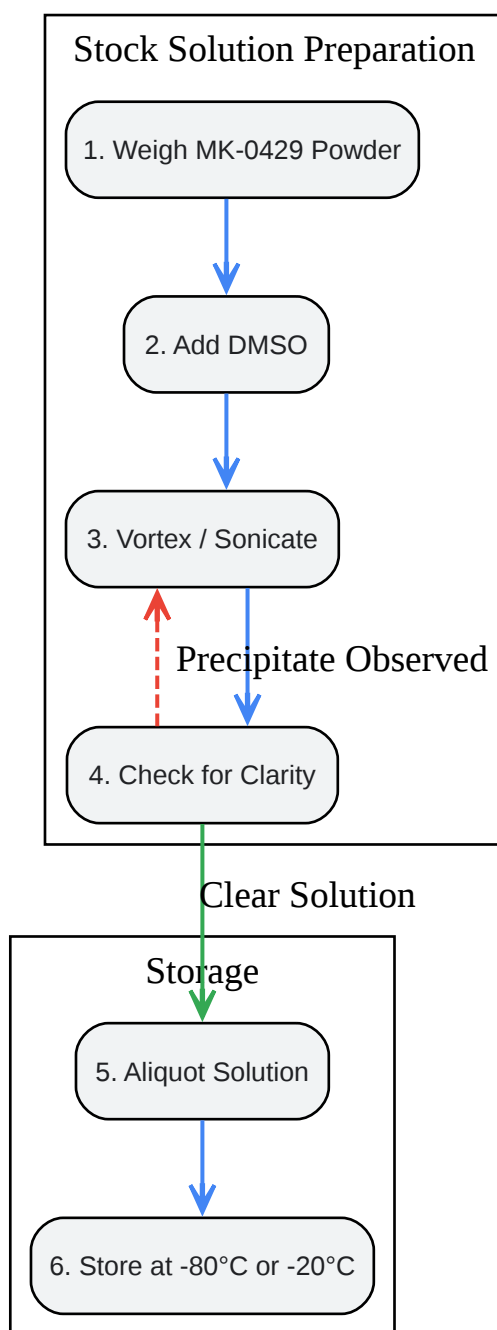 Stock Solution Preparation
1. Weigh MK-0429 Powder
2. Add DMSO
3. Vortex / Sonicate
Precipitate Observed
4. Check for Clarity
Clear Solution
Storage
5. Aliquot Solution
6. Store at -80°C or -20°C